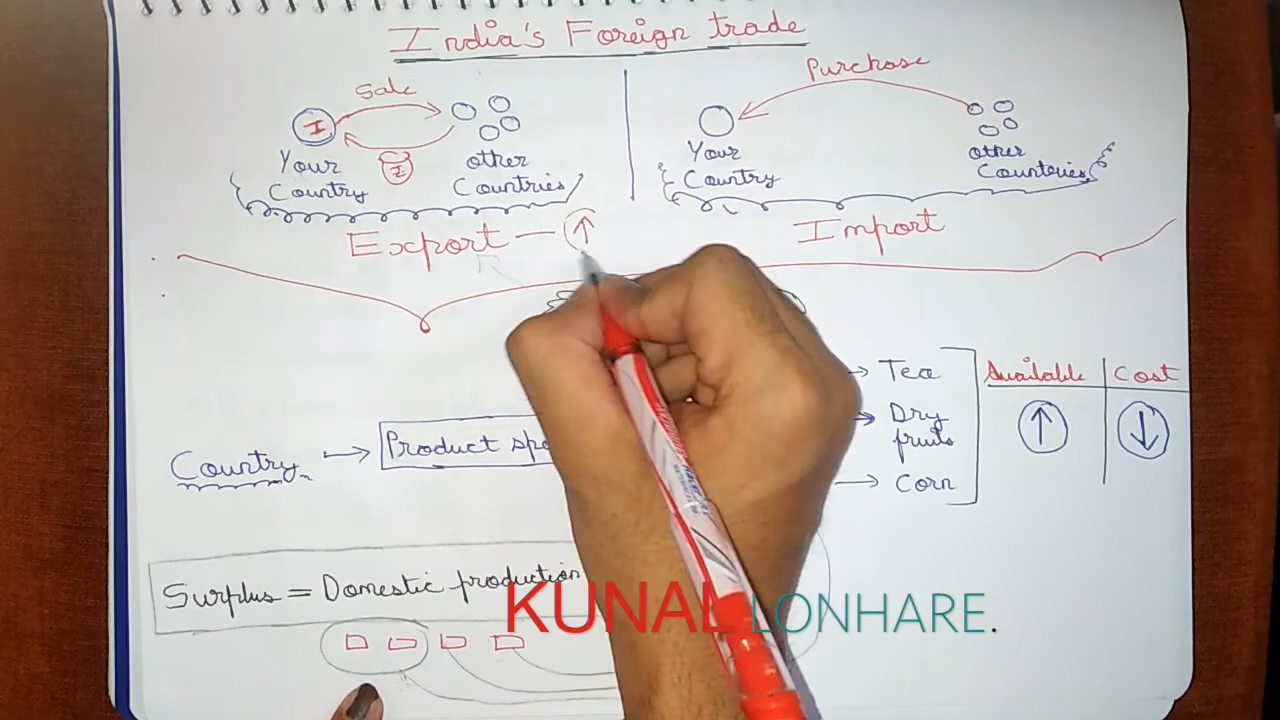 India's Foreign trade
Sale
I
I
Your
Country
other
Countries
Export — ↑
Purchase
Your
Country
other
Counteries
Import
Country → Product
→ Tea
→ Dry
fruits
→ Corn
Available
Cost
↑
↓
Surplus = Domestic production
KUNAL LONHARE.